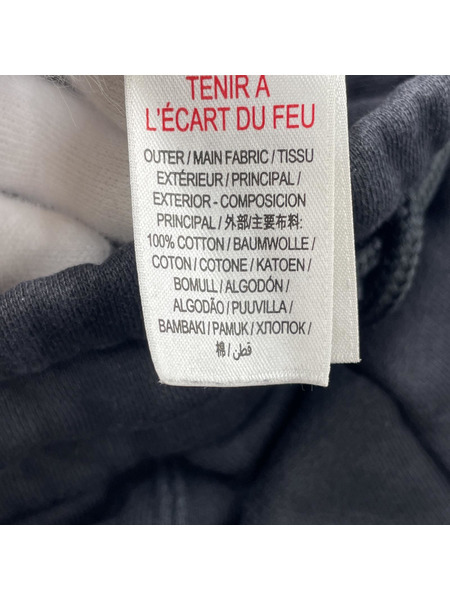 TENIR À
L'ÉCART DU FEU
OUTER / MAIN FABRIC / TISSU
EXTÉRIEUR / PRINCIPAL /
EXTERIOR - COMPOSICION
PRINCIPAL / 外部/主要布料:
100% COTTON / BAUMWOLLE /
COTON / COTONE / KATOEN /
BOMULL / ALGODÓN /
ALGODÃO / PUUVILLA /
BAMBAKI / PAMUK / ХЛОПОК /
棉 / قطن